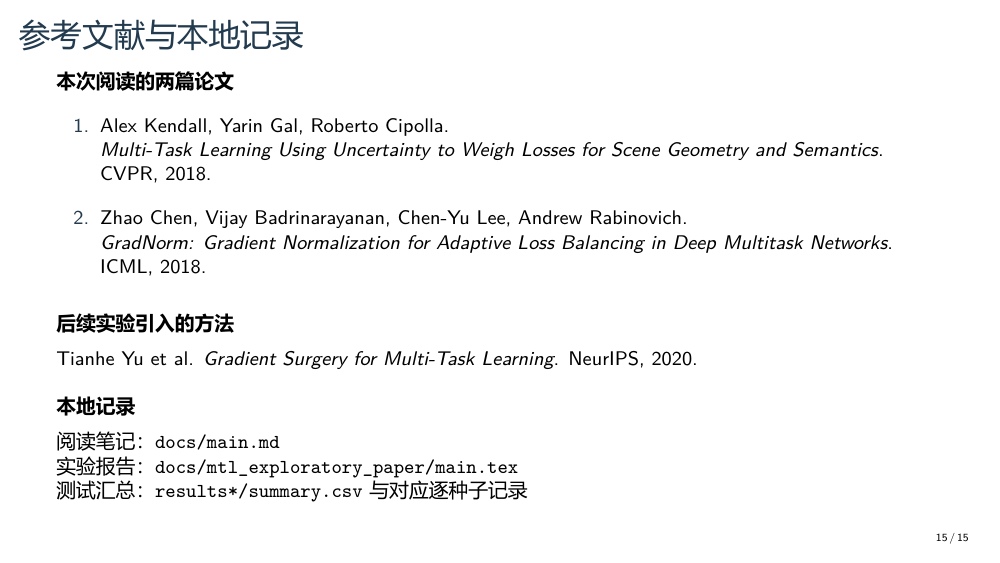 参考文献与本地记录
本次阅读的两篇论文
1. Alex Kendall, Yarin Gal, Roberto Cipolla.
Multi-Task Learning Using Uncertainty to Weigh Losses for Scene Geometry and Semantics.
CVPR, 2018.
2. Zhao Chen, Vijay Badrinarayanan, Chen-Yu Lee, Andrew Rabinovich.
GradNorm: Gradient Normalization for Adaptive Loss Balancing in Deep Multitask Networks.
ICML, 2018.
后续实验引入的方法
Tianhe Yu et al. Gradient Surgery for Multi-Task Learning. NeurIPS, 2020.
本地记录
阅读笔记：docs/main.md
实验报告：docs/mtl_exploratory_paper/main.tex
测试汇总：results*/summary.csv 与对应逐种子记录
15 / 15